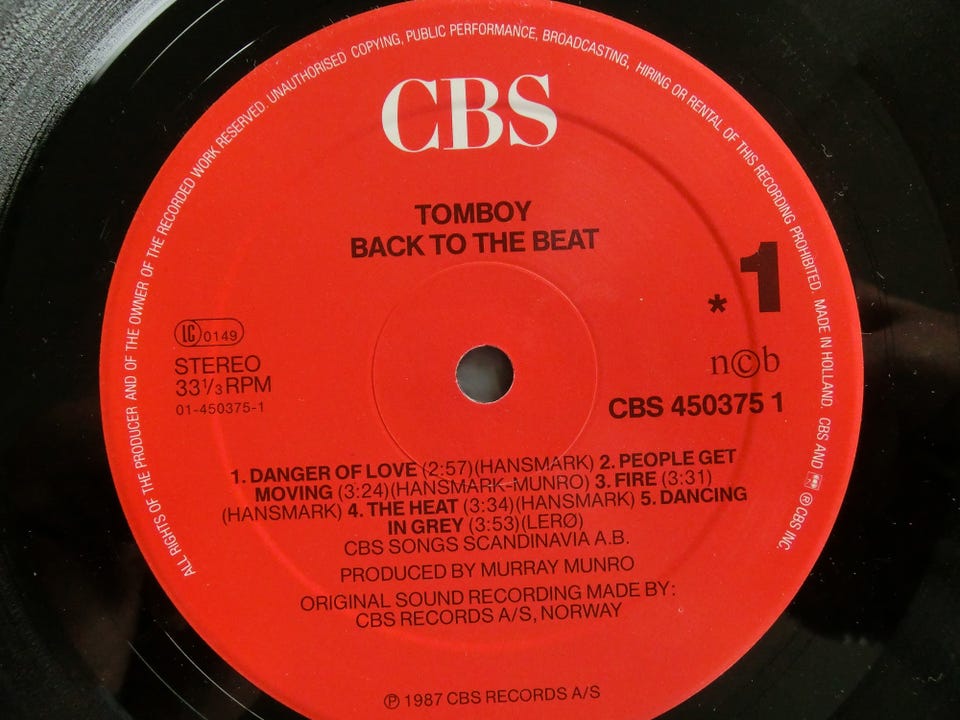 ALL RIGHTS OF THE PRODUCER AND OF THE OWNER OF THE RECORDED WORK RESERVED. UNAUTHORISED COPYING, PUBLIC PERFORMANCE, BROADCASTING, HIRING OR RENTAL OF THIS RECORDING PROHIBITED. MADE IN HOLLAND. CBS AND ℗ CBS INC.
CBS
TOMBOY
BACK TO THE BEAT
* 1
LC 0149
n©b
STEREO
33 1/3 RPM
01-450375-1
CBS 450375 1
1. DANGER OF LOVE (2:57)(HANSMARK) 2. PEOPLE GET
MOVING (3:24)(HANSMARK-MUNRO) 3. FIRE (3:31)
(HANSMARK) 4. THE HEAT (3:34)(HANSMARK) 5. DANCING
IN GREY (3:53)(LERØ)
CBS SONGS SCANDINAVIA A.B.
PRODUCED BY MURRAY MUNRO
ORIGINAL SOUND RECORDING MADE BY:
CBS RECORDS A/S, NORWAY
℗ 1987 CBS RECORDS A/S